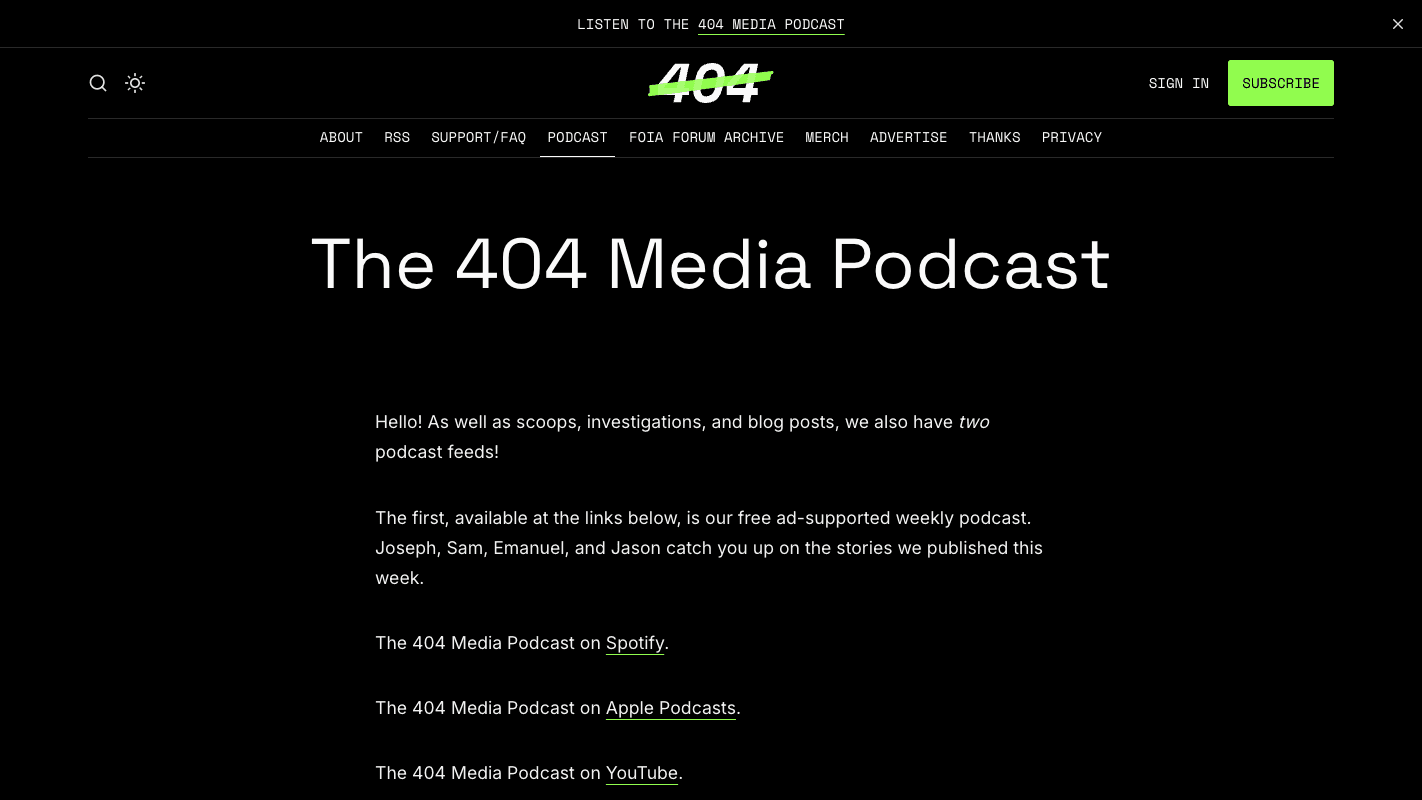 LISTEN TO THE 404 MEDIA PODCAST
404
SIGN IN
SUBSCRIBE
ABOUT RSS SUPPORT/FAQ PODCAST FOIA FORUM ARCHIVE MERCH ADVERTISE THANKS PRIVACY
The 404 Media Podcast
Hello! As well as scoops, investigations, and blog posts, we also have two
podcast feeds!
The first, available at the links below, is our free ad-supported weekly podcast.
Joseph, Sam, Emanuel, and Jason catch you up on the stories we published this
week.
The 404 Media Podcast on Spotify.
The 404 Media Podcast on Apple Podcasts.
The 404 Media Podcast on YouTube.